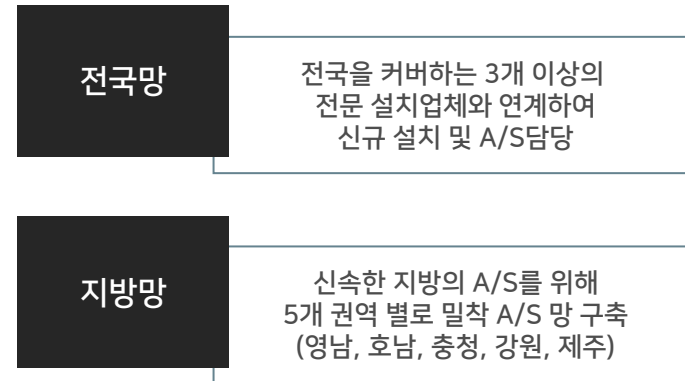 전국망
전국을 커버하는 3개 이상의
전문 설치업체와 연계하여
신규 설치 및 A/S담당
지방망
신속한 지방의 A/S를 위해
5개 권역 별로 밀착 A/S 망 구축
(영남, 호남, 충청, 강원, 제주)